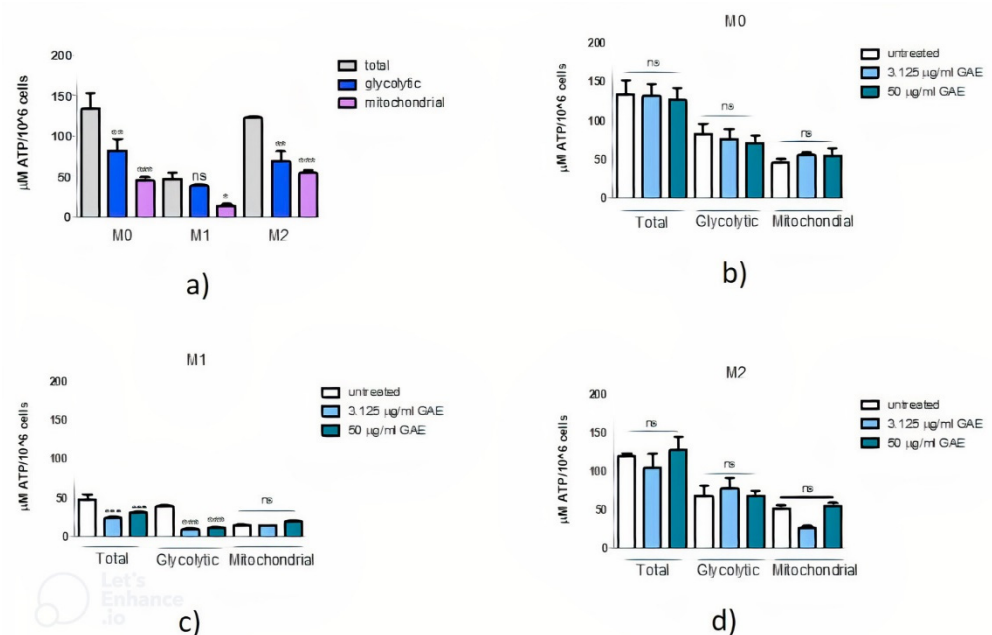 200
150
100
50
0
μM ATP/10^6 cells
total
glycolytic
mitochondrial
**
***
ns
*
**
***
M0
M1
M2
a)
M0
200
150
100
50
0
μM ATP/10^6 cells
untreated
3.125 μg/ml GAE
50 μg/ml GAE
ns
ns
ns
Total
Glycolytic
Mitochondrial
b)
M1
200
150
100
50
0
μM ATP/10^6 cells
untreated
3.125 μg/ml GAE
50 μg/ml GAE
***
***
***
***
ns
Total
Glycolytic
Mitochondrial
Let's
Enhance
.io
c)
M2
200
150
100
50
0
μM ATP/10^6 cells
untreated
3.125 μg/ml GAE
50 μg/ml GAE
ns
ns
ns
Total
Glycolytic
Mitochondrial
d)